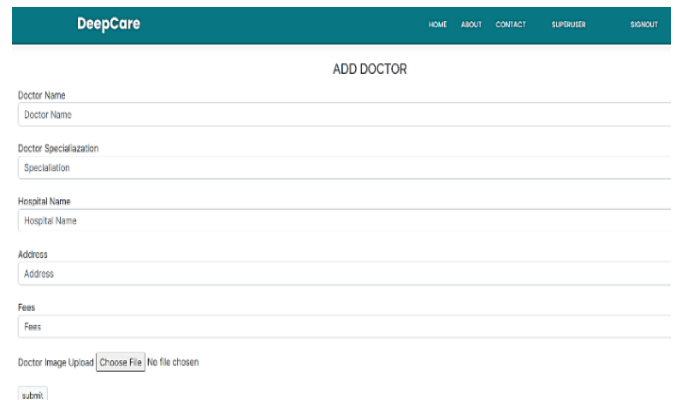 DeepCare HOME ABOUT CONTACT SUPERUSER SIGNOUT
ADD DOCTOR
Doctor Name
Doctor Name
Doctor Specialiazation
Specialiation
Hospital Name
Hospital Name
Address
Address
Fees
Fees
Doctor Image Upload Choose File No file chosen
submit